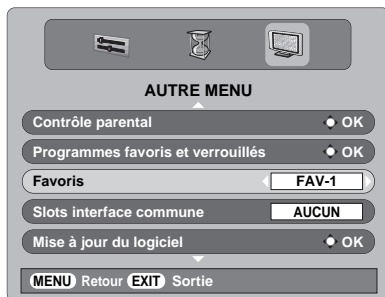 AUTRE MENU
Contrôle parental OK
Programmes favoris et verrouillés OK
Favoris FAV-1
Slots interface commune AUCUN
Mise à jour du logiciel OK
MENU Retour EXIT Sortie